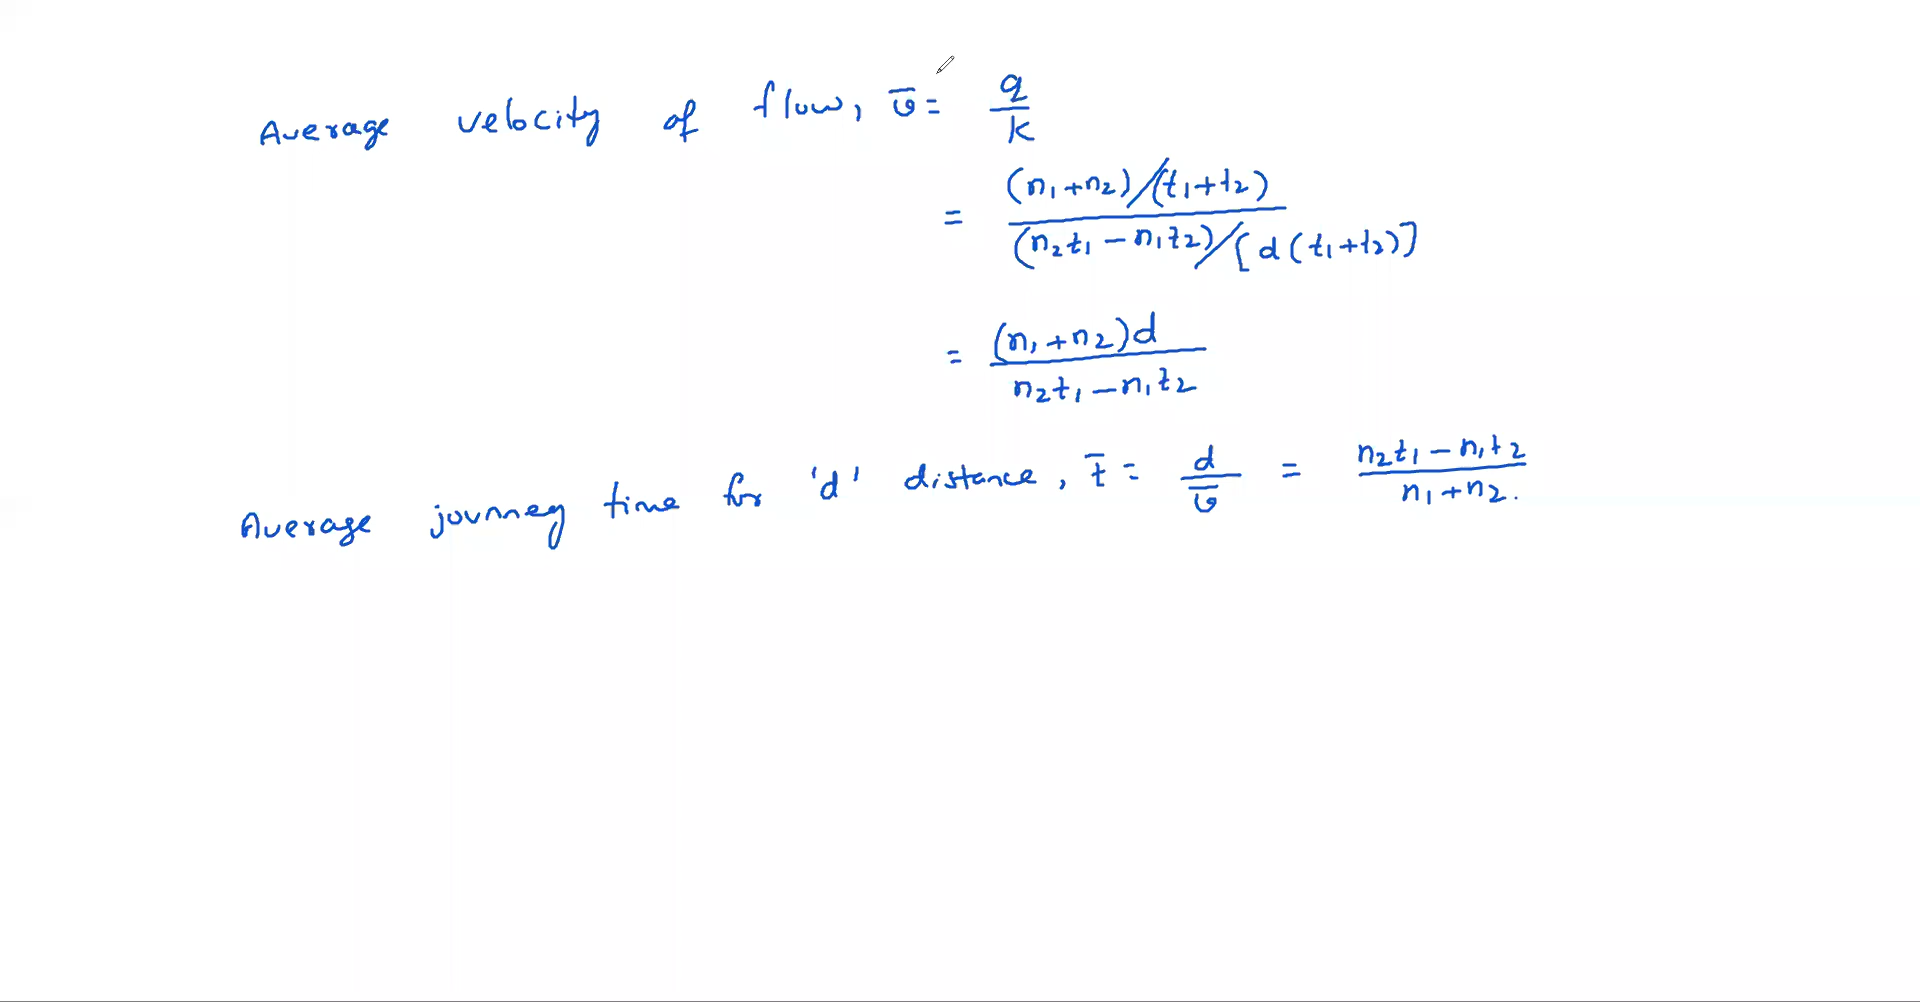 Average velocity of flow, v̅ = q/k
= (n₁+n₂)/(t₁+t₂) / (n₂t₁ − n₁t₂)/[d(t₁+t₂)]
= (n₁+n₂)d / n₂t₁ − n₁t₂
Average journey time for 'd' distance, t̅ = d/v̅ = n₂t₁ − n₁t₂ / n₁+n₂.